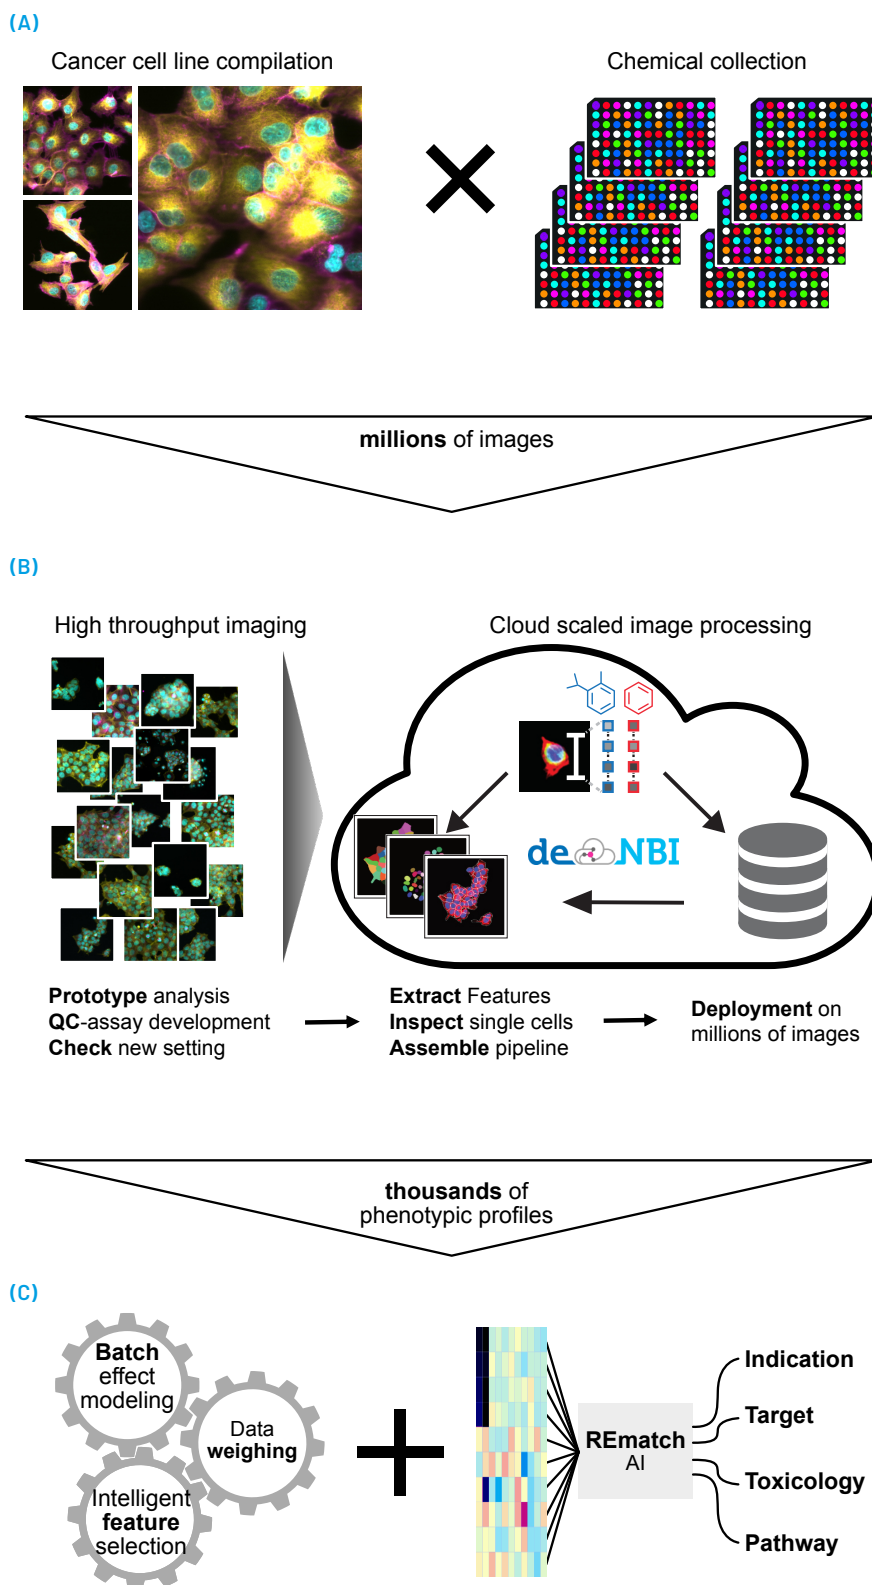 (A)
Cancer cell line compilation
Chemical collection
millions of images
(B)
High throughput imaging
Cloud scaled image processing
de NBI
Prototype analysis
QC-assay development
Check new setting
Extract Features
Inspect single cells
Assemble pipeline
Deployment on
millions of images
thousands of
phenotypic profiles
(C)
Batch
effect
modeling
Data
weighing
Intelligent
feature
selection
REmatch
AI
Indication
Target
Toxicology
Pathway